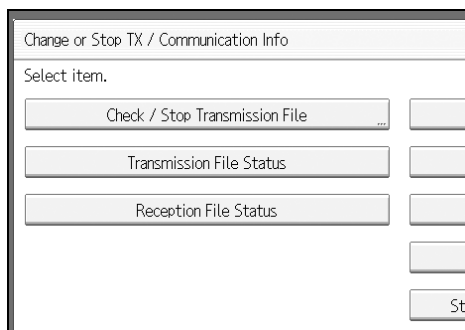 Change or Stop TX / Communication Info
Select item.
Check / Stop Transmission File ...
Transmission File Status
Reception File Status